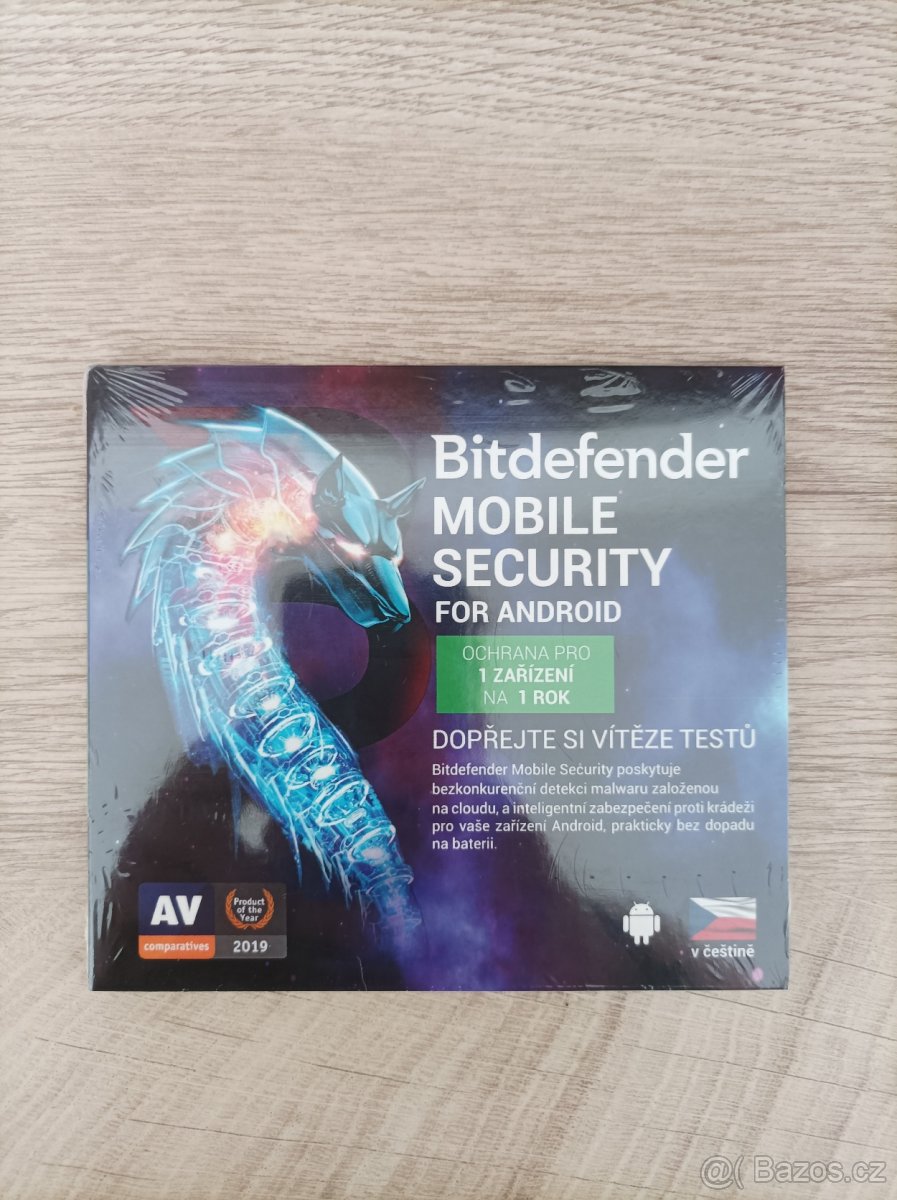 Bitdefender
MOBILE
SECURITY
FOR ANDROID
OCHRANA PRO
1 ZAŘÍZENÍ
NA 1 ROK
DOPŘEJTE SI VÍTĚZE TESTŮ
Bitdefender Mobile Security poskytuje
bezkonkurenční detekci malwaru založenou
na cloudu, a inteligentní zabezpečení proti krádeži
pro vaše zařízení Android, prakticky bez dopadu
na baterii.
AV
comparatives
Product
of the
Year
2019
v češtině
@( Bazos.cz